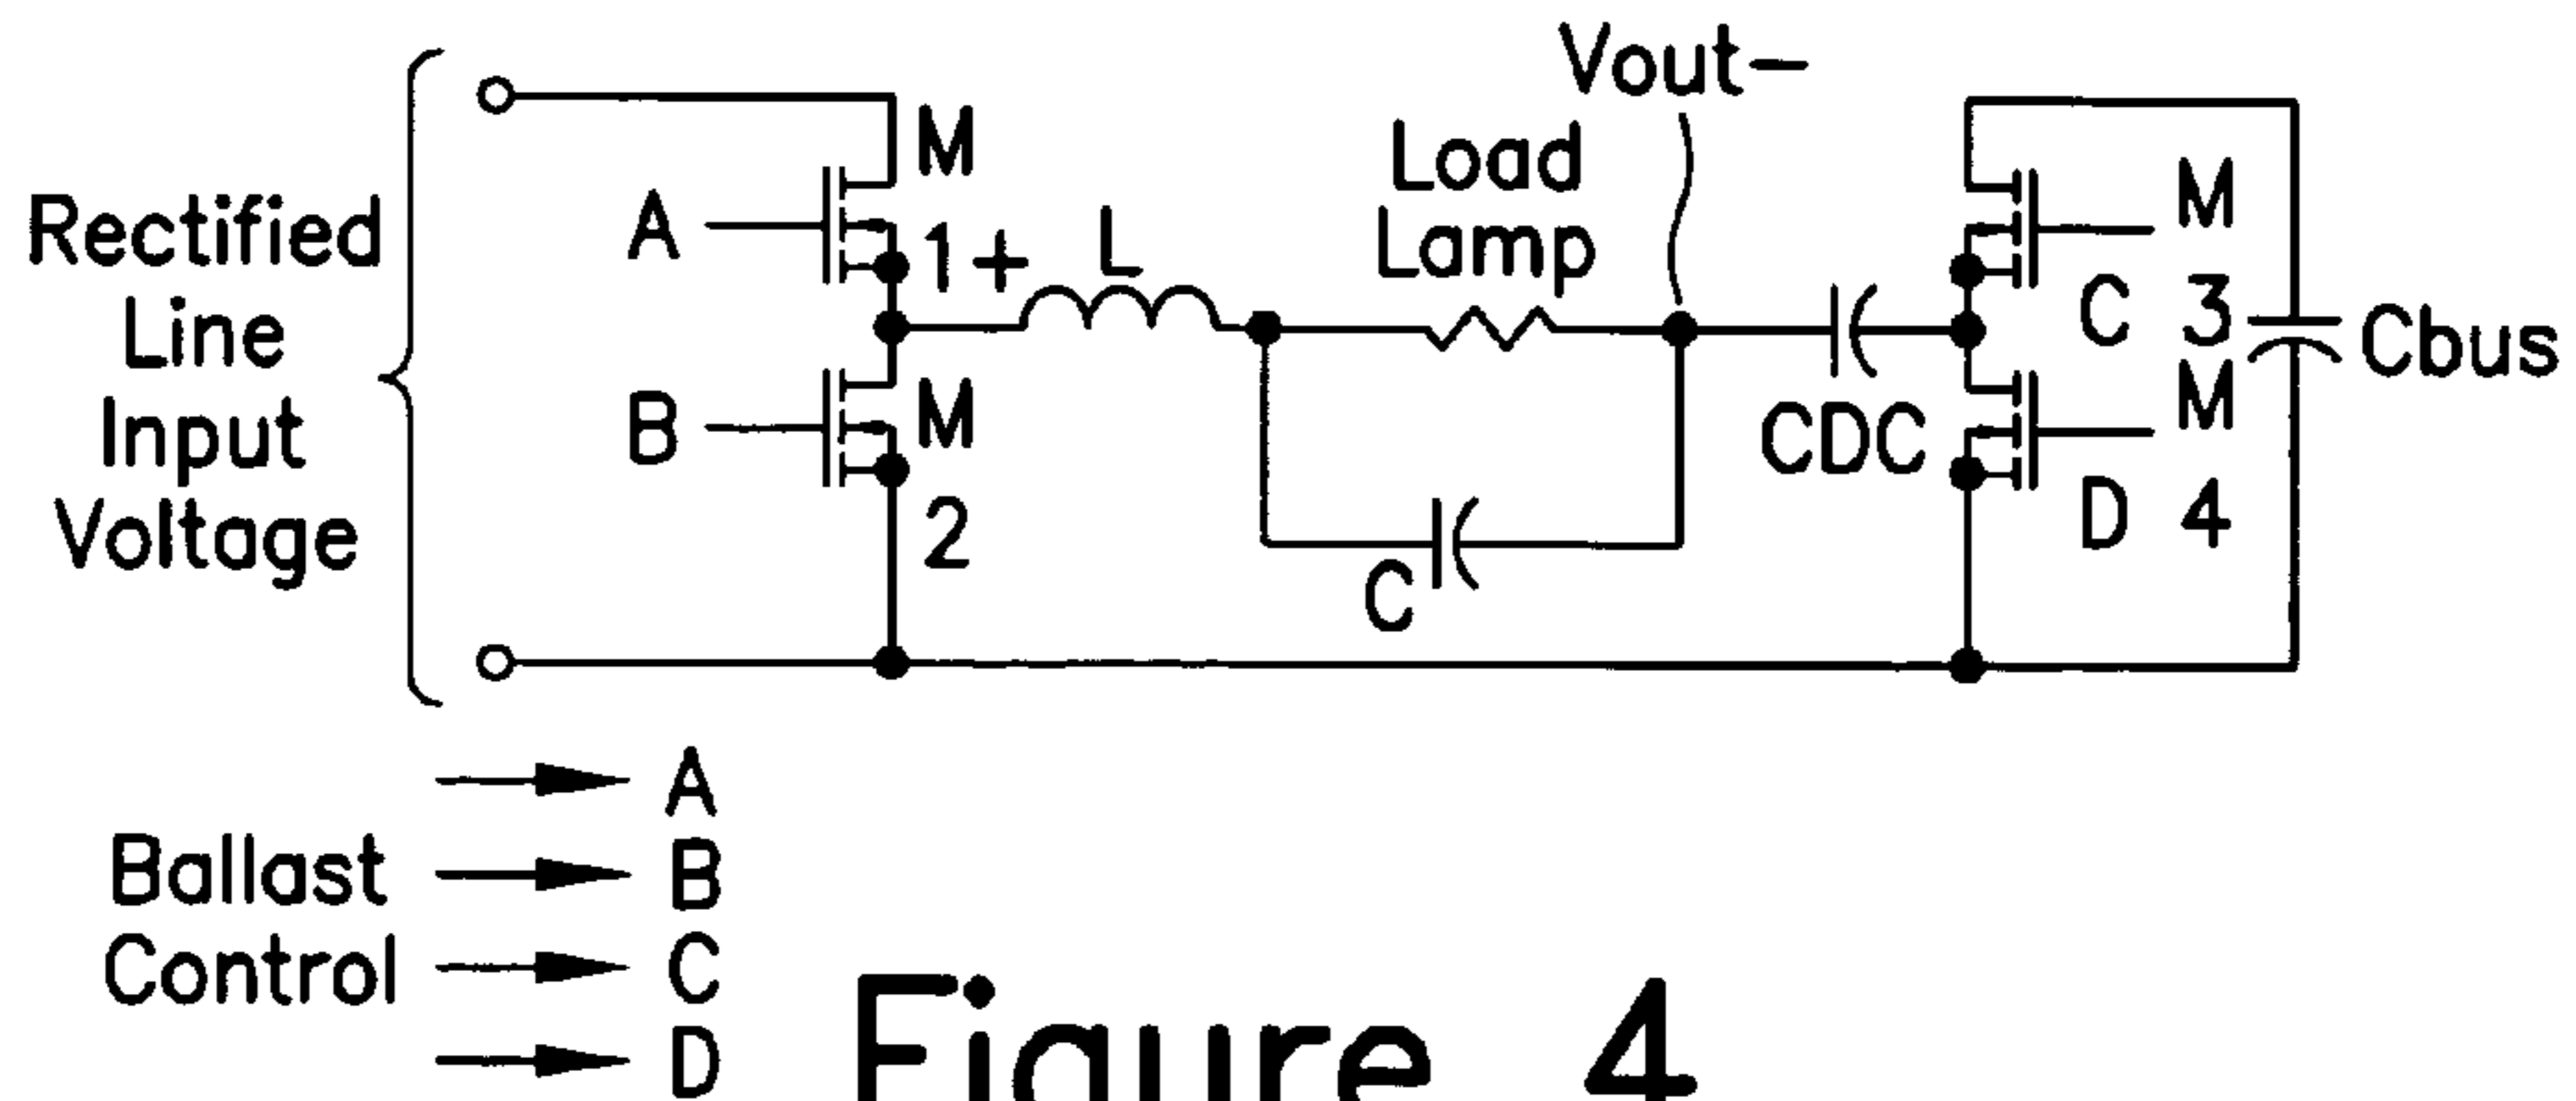 Rectified
Line
Input
Voltage
A
B
M
1+
M
2
L
Load
Lamp
Vout-
C
CDC
M
C 3
M
D 4
Cbus
Ballast
Control
A
B
C
D
Figure 4